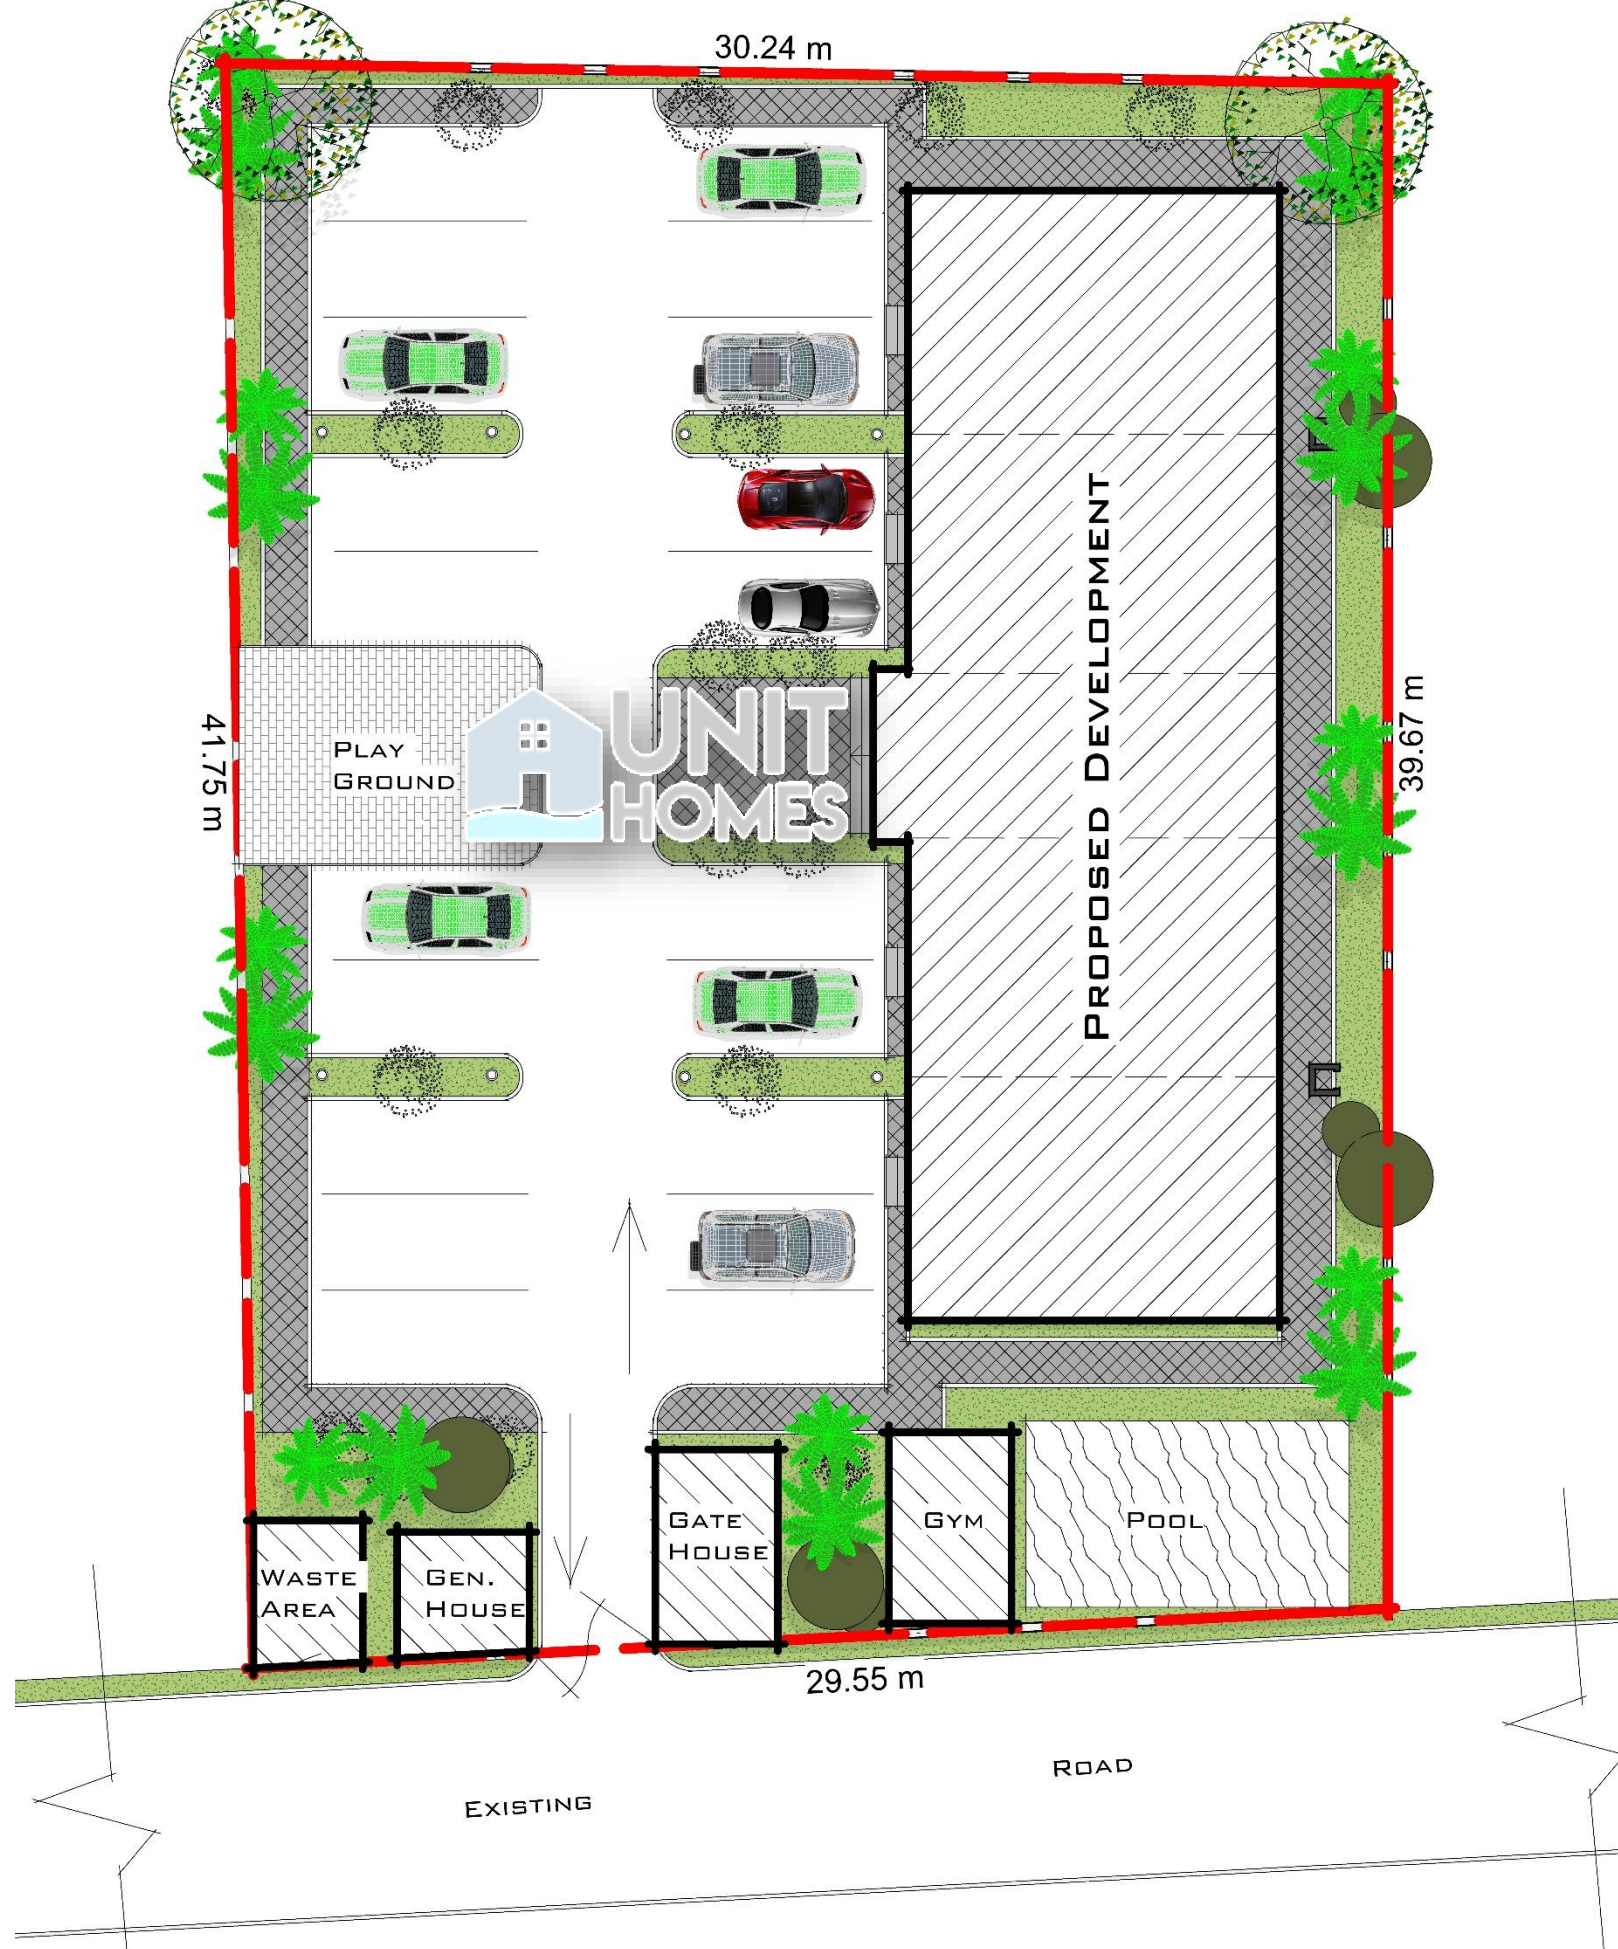 30.24 m
PROPOSED DEVELOPMENT
41.75 m
39.67 m
PLAY
GROUND
UNIT
HOMES
GATE
HOUSE
GYM
POOL
WASTE
AREA
GEN.
HOUSE
29.55 m
EXISTING
ROAD